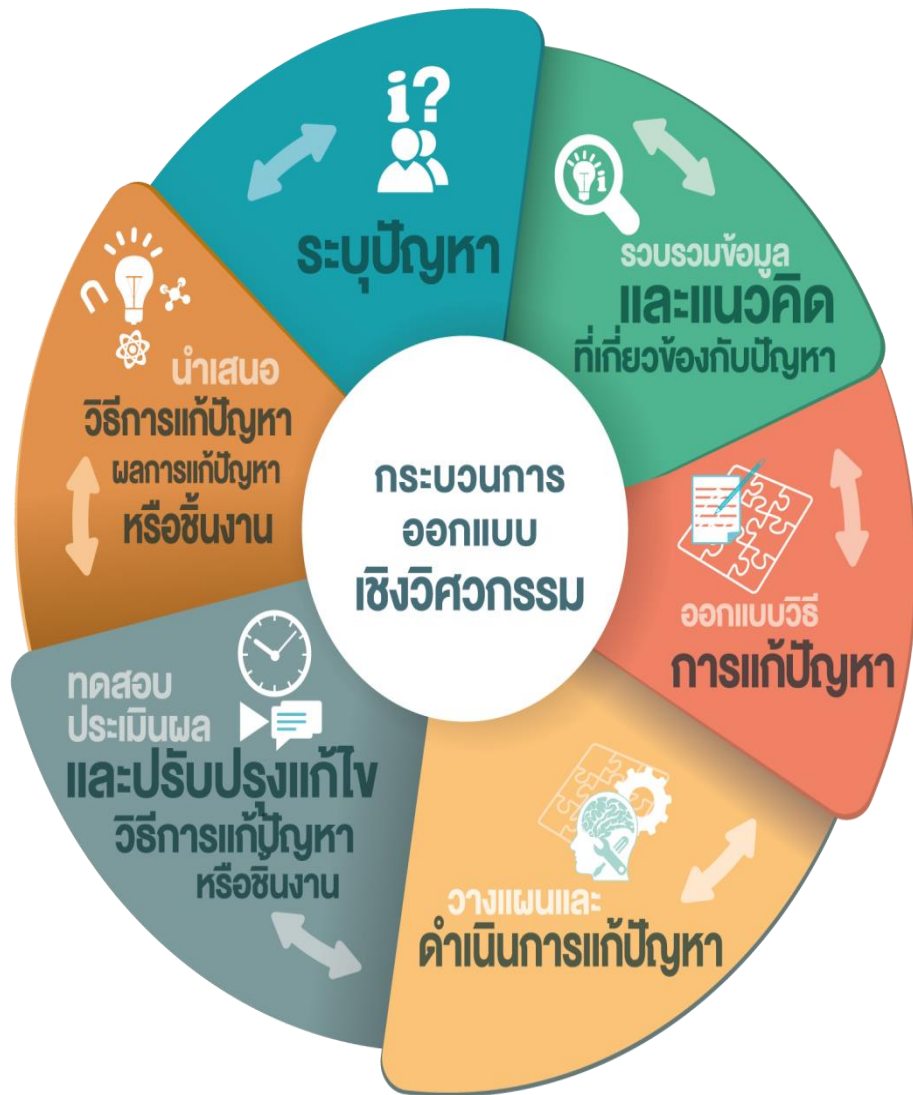 i?
ระบุปัญหา
รวบรวมข้อมูล
และแนวคิด
ที่เกี่ยวข้องกับปัญหา
ออกแบบวิธี
การแก้ปัญหา
วางแผนและ
ดำเนินการแก้ปัญหา
ทดสอบ
ประเมินผล
และปรับปรุงแก้ไข
วิธีการแก้ปัญหา
หรือชิ้นงาน
นำเสนอ
วิธีการแก้ปัญหา
ผลการแก้ปัญหา
หรือชิ้นงาน
กระบวนการ
ออกแบบ
เชิงวิศวกรรม